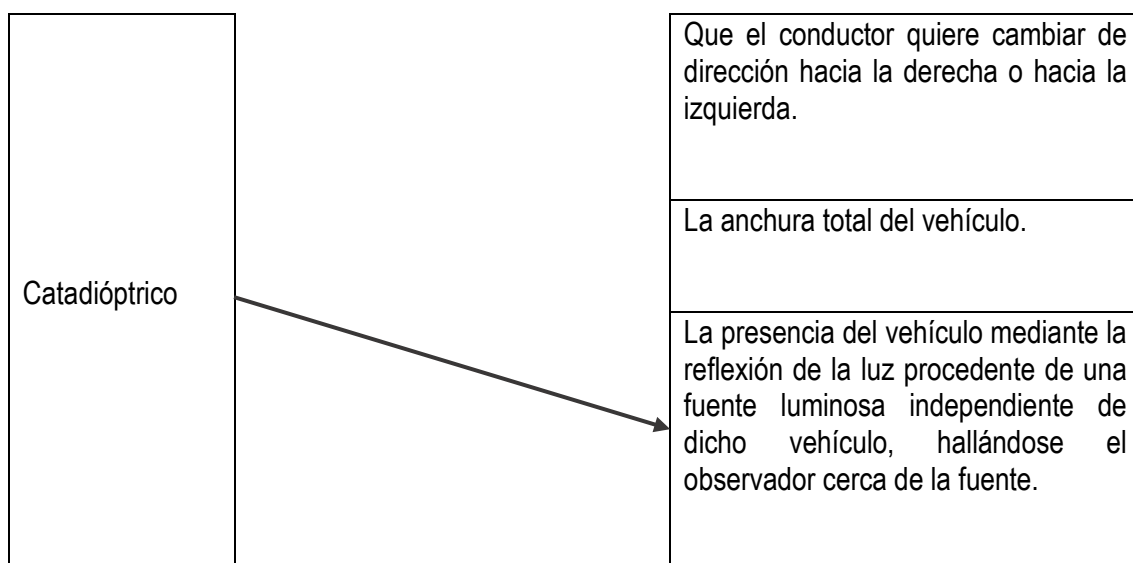 Catadióptrico
Que el conductor quiere cambiar de
dirección hacia la derecha o hacia la
izquierda.
La anchura total del vehículo.
La presencia del vehículo mediante la
reflexión de la luz procedente de una
fuente luminosa independiente de
dicho vehículo, hallándose el
observador cerca de la fuente.